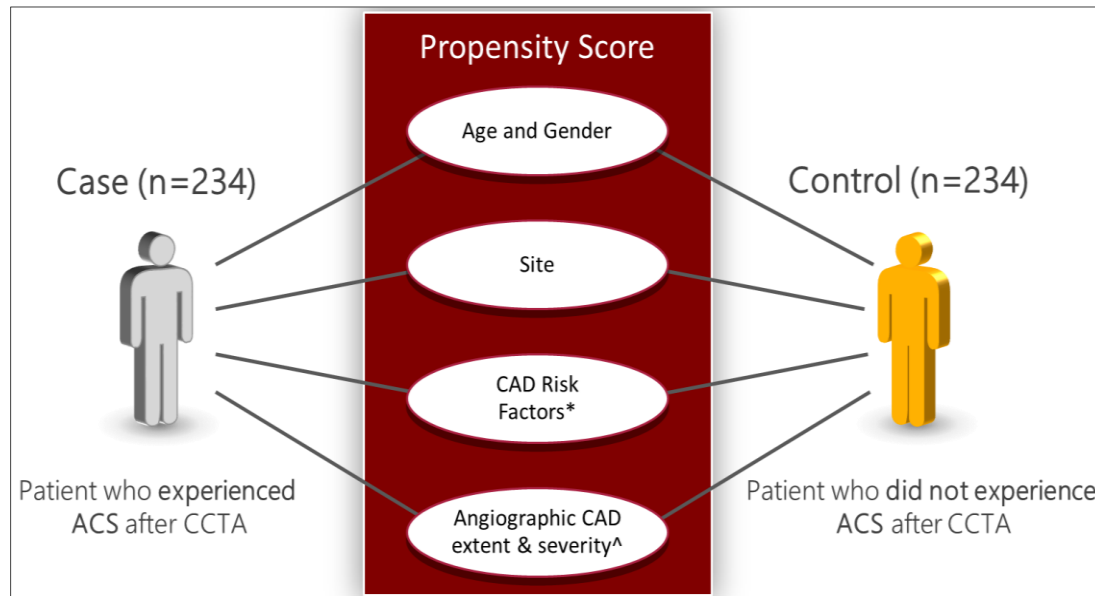 Propensity Score
Age and Gender
Case (n=234)
Control (n=234)
Site
CAD Risk
Factors*
Patient who experienced
ACS after CCTA
Angiographic CAD
extent & severity^
Patient who did not experience
ACS after CCTA